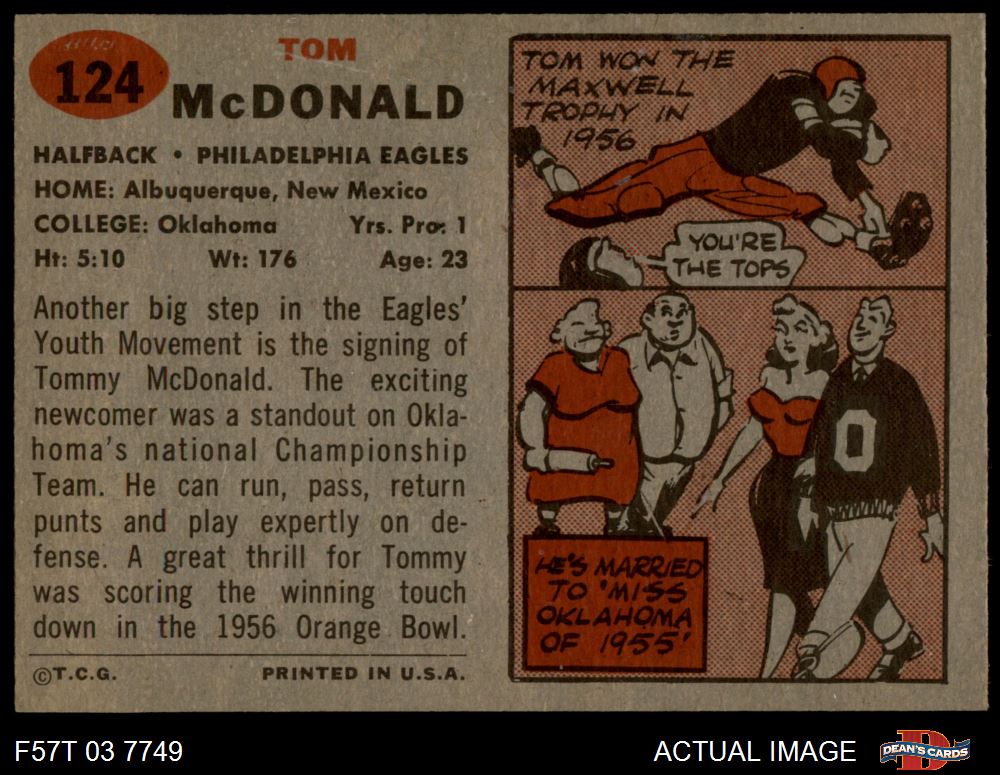 124
TOM
McDONALD
HALFBACK • PHILADELPHIA EAGLES
HOME: Albuquerque, New Mexico
COLLEGE: Oklahoma Yrs. Pro: 1
Ht: 5:10 Wt: 176 Age: 23
Another big step in the Eagles'
Youth Movement is the signing of
Tommy McDonald. The exciting
newcomer was a standout on Okla-
homa's national Championship
Team. He can run, pass, return
punts and play expertly on de-
fense. A great thrill for Tommy
was scoring the winning touch
down in the 1956 Orange Bowl.
©T.C.G. PRINTED IN U.S.A.
TOM WON THE
MAXWELL
TROPHY IN
1956
YOU'RE
THE TOPS
O
HE'S MARRIED
TO 'MISS
OKLAHOMA
OF 1955'
F57T 03 7749
ACTUAL IMAGE
D
DEAN'S CARDS